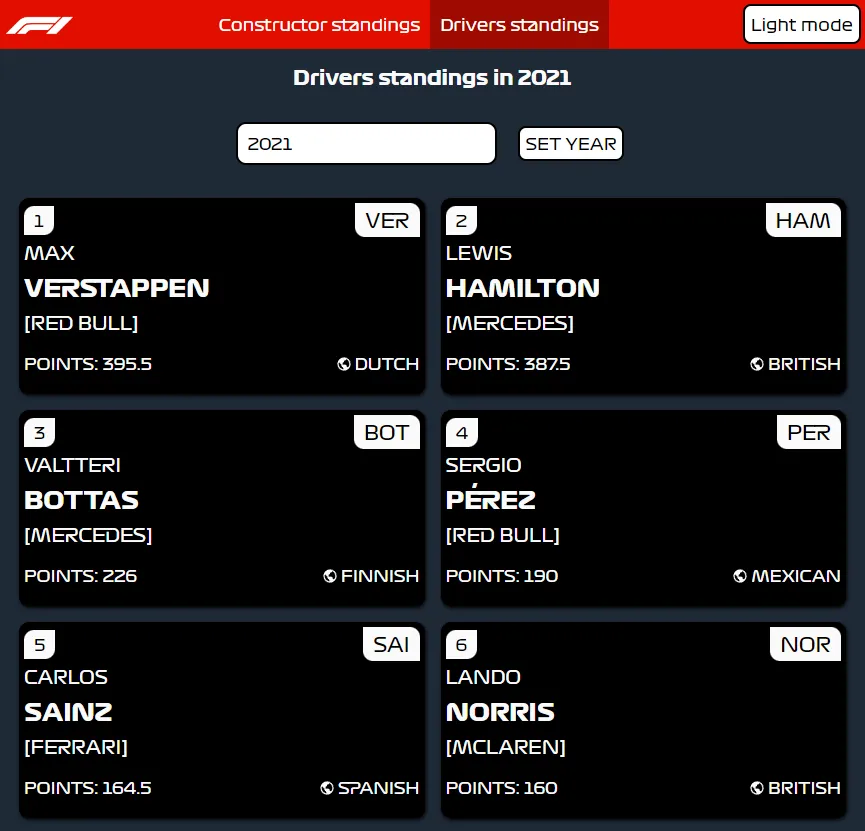 Constructor standings Drivers standings Light mode
Drivers standings in 2021
2021 SET YEAR
1 VER
MAX
VERSTAPPEN
[RED BULL]
POINTS: 395.5 DUTCH
2 HAM
LEWIS
HAMILTON
[MERCEDES]
POINTS: 387.5 BRITISH
3 BOT
VALTTERI
BOTTAS
[MERCEDES]
POINTS: 226 FINNISH
4 PER
SERGIO
PÉREZ
[RED BULL]
POINTS: 190 MEXICAN
5 SAI
CARLOS
SAINZ
[FERRARI]
POINTS: 164.5 SPANISH
6 NOR
LANDO
NORRIS
[MCLAREN]
POINTS: 160 BRITISH